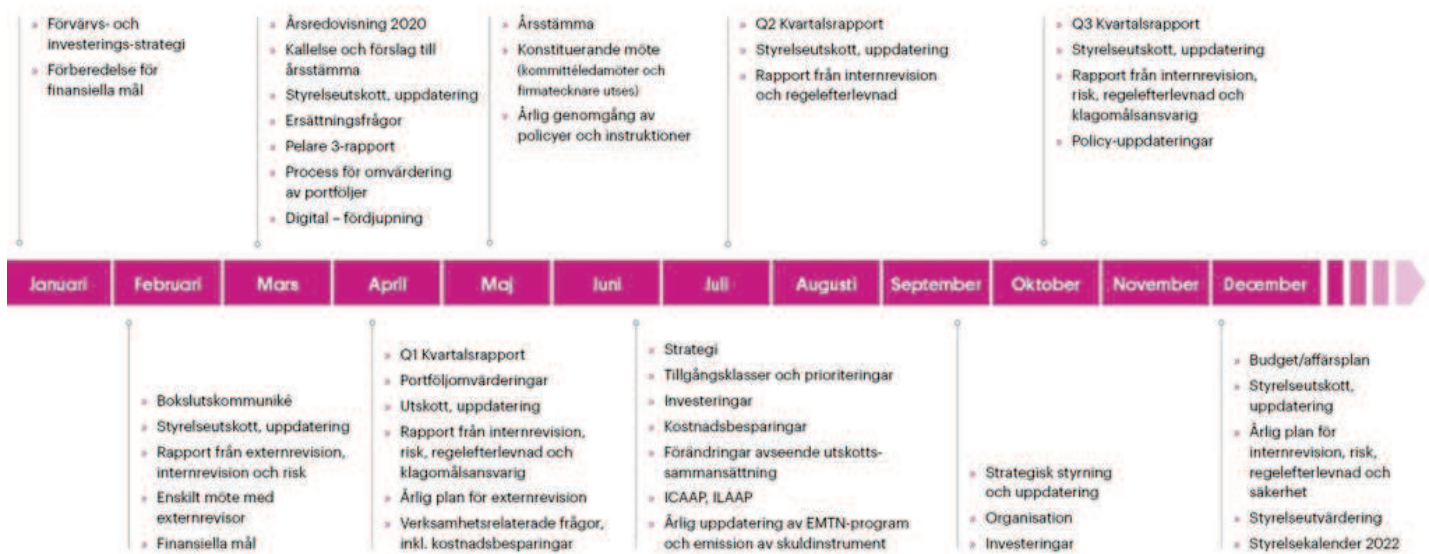 » Förvärvs- och
investerings-strategi
» Förberedelse för
finansiella mål
» Årsredovisning 2020
» Kallelse och förslag till
årsstämma
» Styrelseutskott, uppdatering
» Ersättningsfrågor
» Pelare 3-rapport
» Process för omvärdering
av portföljer
» Digital – fördjupning
» Årsstämma
» Konstituerande möte
(kommittéledamöter och
firmatecknare utses)
» Årlig genomgång av
policyer och instruktioner
» Q2 Kvartalsrapport
» Styrelseutskott, uppdatering
» Rapport från internrevision
och regelefterlevnad
» Q3 Kvartalsrapport
» Styrelseutskott, uppdatering
» Rapport från internrevision,
risk, regelefterlevnad och
klagomålsansvarig
» Policy-uppdateringar
Januari Februari Mars April Maj Juni Juli Augusti September Oktober November December
» Bokslutskommuniké
» Styrelseutskott, uppdatering
» Rapport från externrevision,
internrevision och risk
» Enskilt möte med
externrevisor
» Finansiella mål
» Q1 Kvartalsrapport
» Portföljomvärderingar
» Utskott, uppdatering
» Rapport från internrevision,
risk, regelefterlevnad och
klagomålsansvarig
» Årlig plan för externrevision
» Verksamhetsrelaterade frågor,
inkl. kostnadsbesparingar
» Strategi
» Tillgångsklasser och prioriteringar
» Investeringar
» Kostnadsbesparingar
» Förändringar avseende utskotts-
sammansättning
» ICAAP, ILAAP
» Årlig uppdatering av EMTN-program
och emission av skuldinstrument
» Strategisk styrning
och uppdatering
» Organisation
» Investeringar
» Budget/affärsplan
» Styrelseutskott,
uppdatering
» Årlig plan för
internrevision, risk,
regelefterlevnad och
säkerhet
» Styrelseutvärdering
» Styrelsekalender 2022